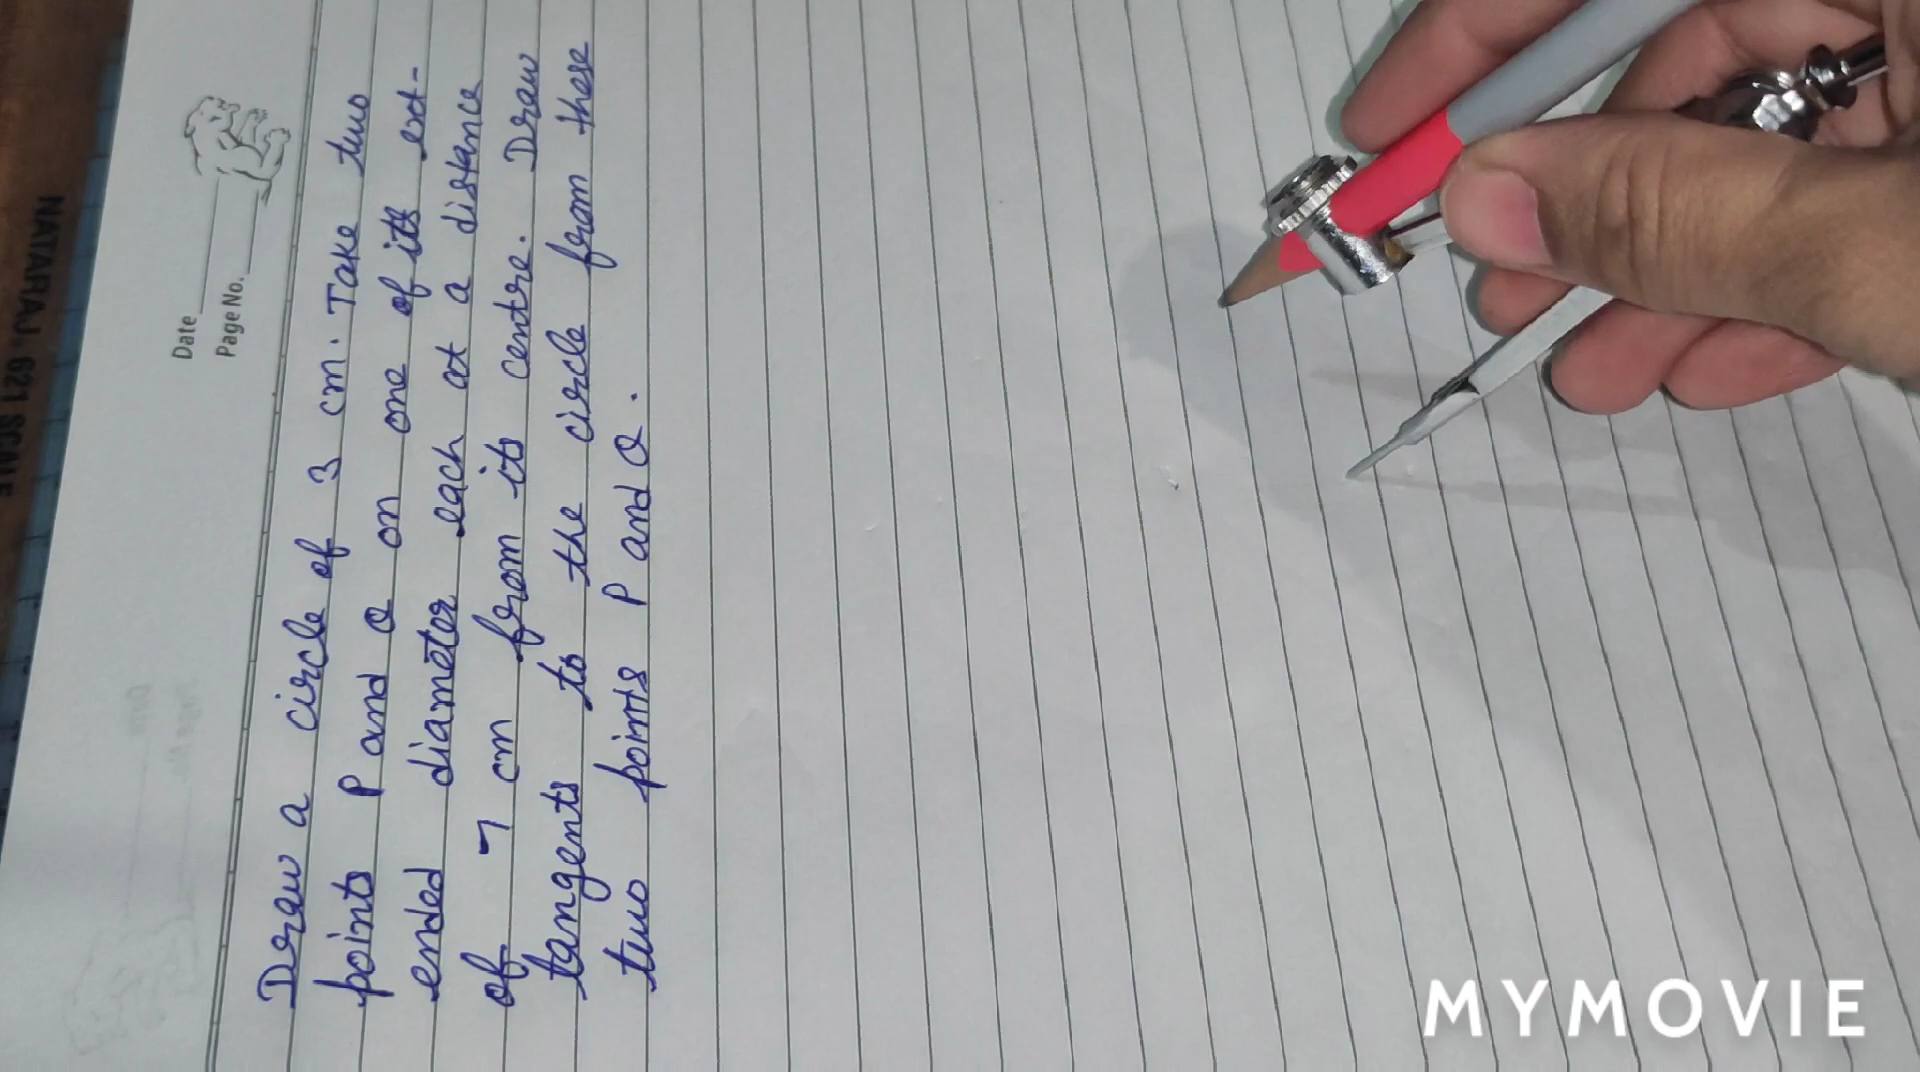 Date
Page No.
Draw a circle of 3 cm. Take two
points P and Q on one of its ext-
ended diameter each at a distance
of 7 cm from its centre. Draw
tangents to the circle from these
two points P and Q.
NATARAJ. 621 SCALE
MYMOVIE